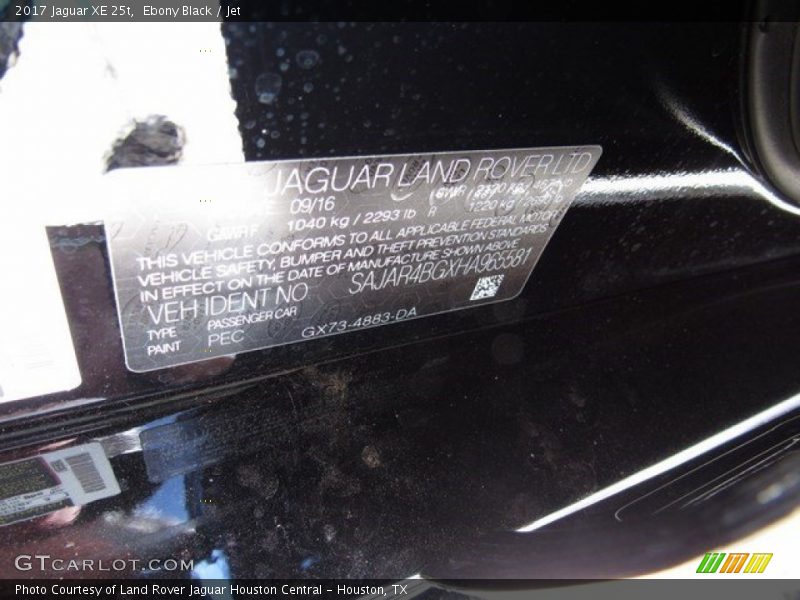 2017 Jaguar XE 25t, Ebony Black / Jet
JAGUAR LAND ROVER LTD
09/16
GAWR F 1040 kg / 2293 lb R
THIS VEHICLE CONFORMS TO ALL APPLICABLE FEDERAL MOTOR
VEHICLE SAFETY, BUMPER AND THEFT PREVENTION STANDARDS
IN EFFECT ON THE DATE OF MANUFACTURE SHOWN ABOVE
VEH IDENT NO SAJAR4BGXHA965581
TYPE PASSENGER CAR
PAINT PEC GX73-4883-DA
GTCARLOT.COM
Photo Courtesy of Land Rover Jaguar Houston Central - Houston, TX